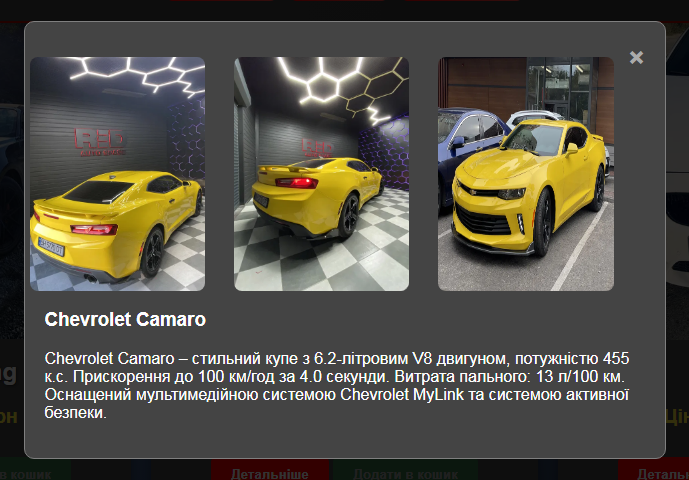 RED
×
Chevrolet Camaro
Chevrolet Camaro – стильний купе з 6.2-літровим V8 двигуном, потужністю 455
к.с. Прискорення до 100 км/год за 4.0 секунди. Витрата пального: 13 л/100 км.
Оснащений мультимедійною системою Chevrolet MyLink та системою активної
безпеки.
в кошик
Детальніше
Додати в кошик